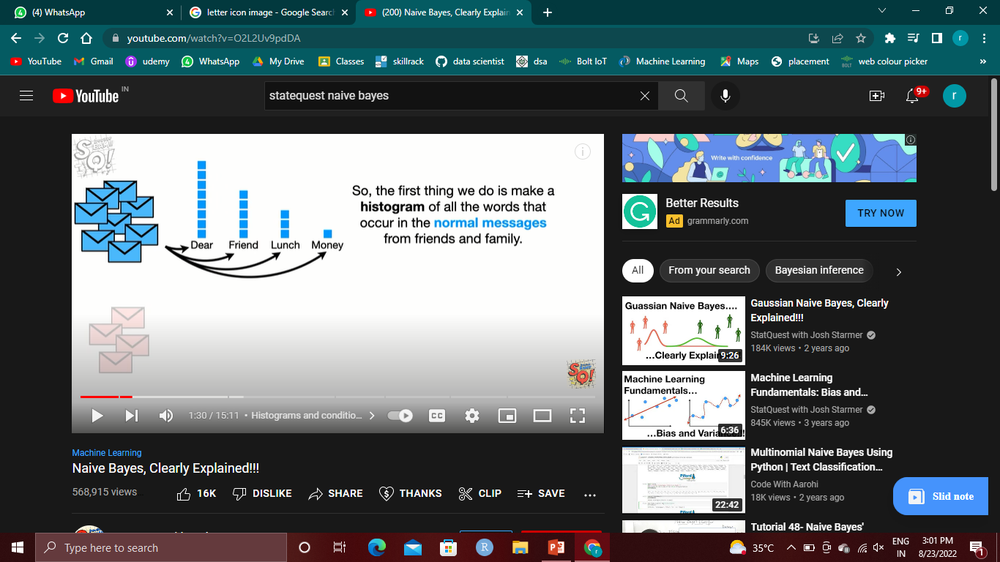 (4) WhatsApp
letter icon image - Google Search
(200) Naive Bayes, Clearly Explain
youtube.com/watch?v=O2L2Uv9pdDA
r
YouTube
Gmail
udemy
4
WhatsApp
My Drive
Classes
skillrack
data scientist
dsa
Bolt IoT
Machine Learning
Maps
placement
BOLT
web colour picker
»
YouTube IN
statequest naive bayes
9+
r
SQ!
So, the first thing we do is make a
histogram of all the words that
occur in the normal messages
from friends and family.
Dear Friend Lunch Money
SQ!
1:30 / 15:11 • Histograms and conditio...
CC
Machine Learning
Naive Bayes, Clearly Explained!!!
568,915 views
16K
DISLIKE
SHARE
THANKS
CLIP
SAVE
Write with confidence
G
Better Results
Ad grammarly.com
TRY NOW
All
From your search
Bayesian inference
Guassian Naive Bayes....
...Clearly Explain
9:26
Gaussian Naive Bayes, Clearly
Explained!!!
StatQuest with Josh Starmer
184K views • 2 years ago
Machine Learning
Fundamentals...
...Bias and Variance!!!
6:36
Machine Learning
Fundamentals: Bias and...
StatQuest with Josh Starmer
845K views • 3 years ago
Piford
22:42
Multinomial Naive Bayes Using
Python | Text Classification...
Code With Aarohi
18K views • 2 years ago
Slid note
Tutorial 48- Naive Bayes'
Type here to search
R
35°C
ENG
IN
3:01 PM
8/23/2022
1